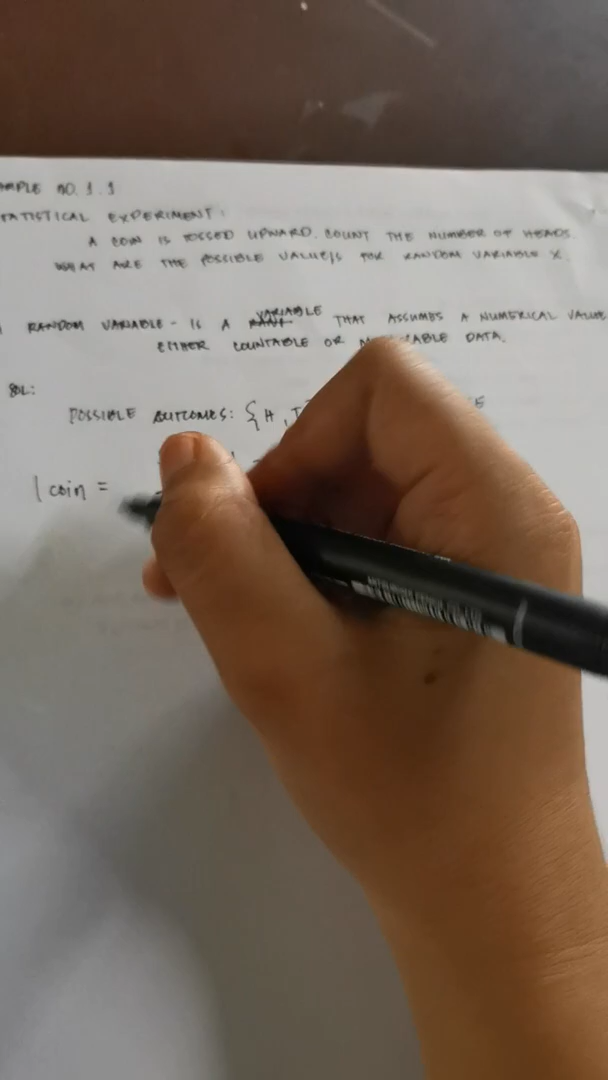 MPLE NO. 1.1
TATISTICAL EXPERIMENT:
A COIN IS TOSSED UPWARD. COUNT THE NUMBER OF HEADS.
WHAT ARE THE POSSIBLE VALUE/S FOR RANDOM VARIABLE X.
VARIABLE
RANDOM VARIABLE - IS A THAT ASSUMES A NUMERICAL VALUE
EITHER COUNTABLE OR DATA.
SOL:
POSSIBLE OUTCOMES: {H, T
1 coin =